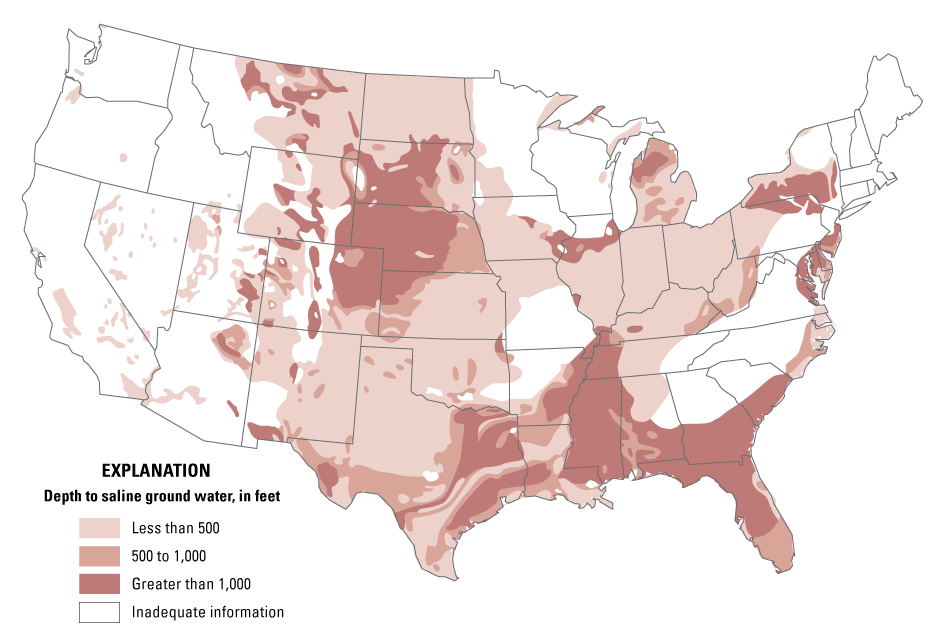 EXPLANATION
Depth to saline ground water, in feet
Less than 500
500 to 1,000
Greater than 1,000
Inadequate information